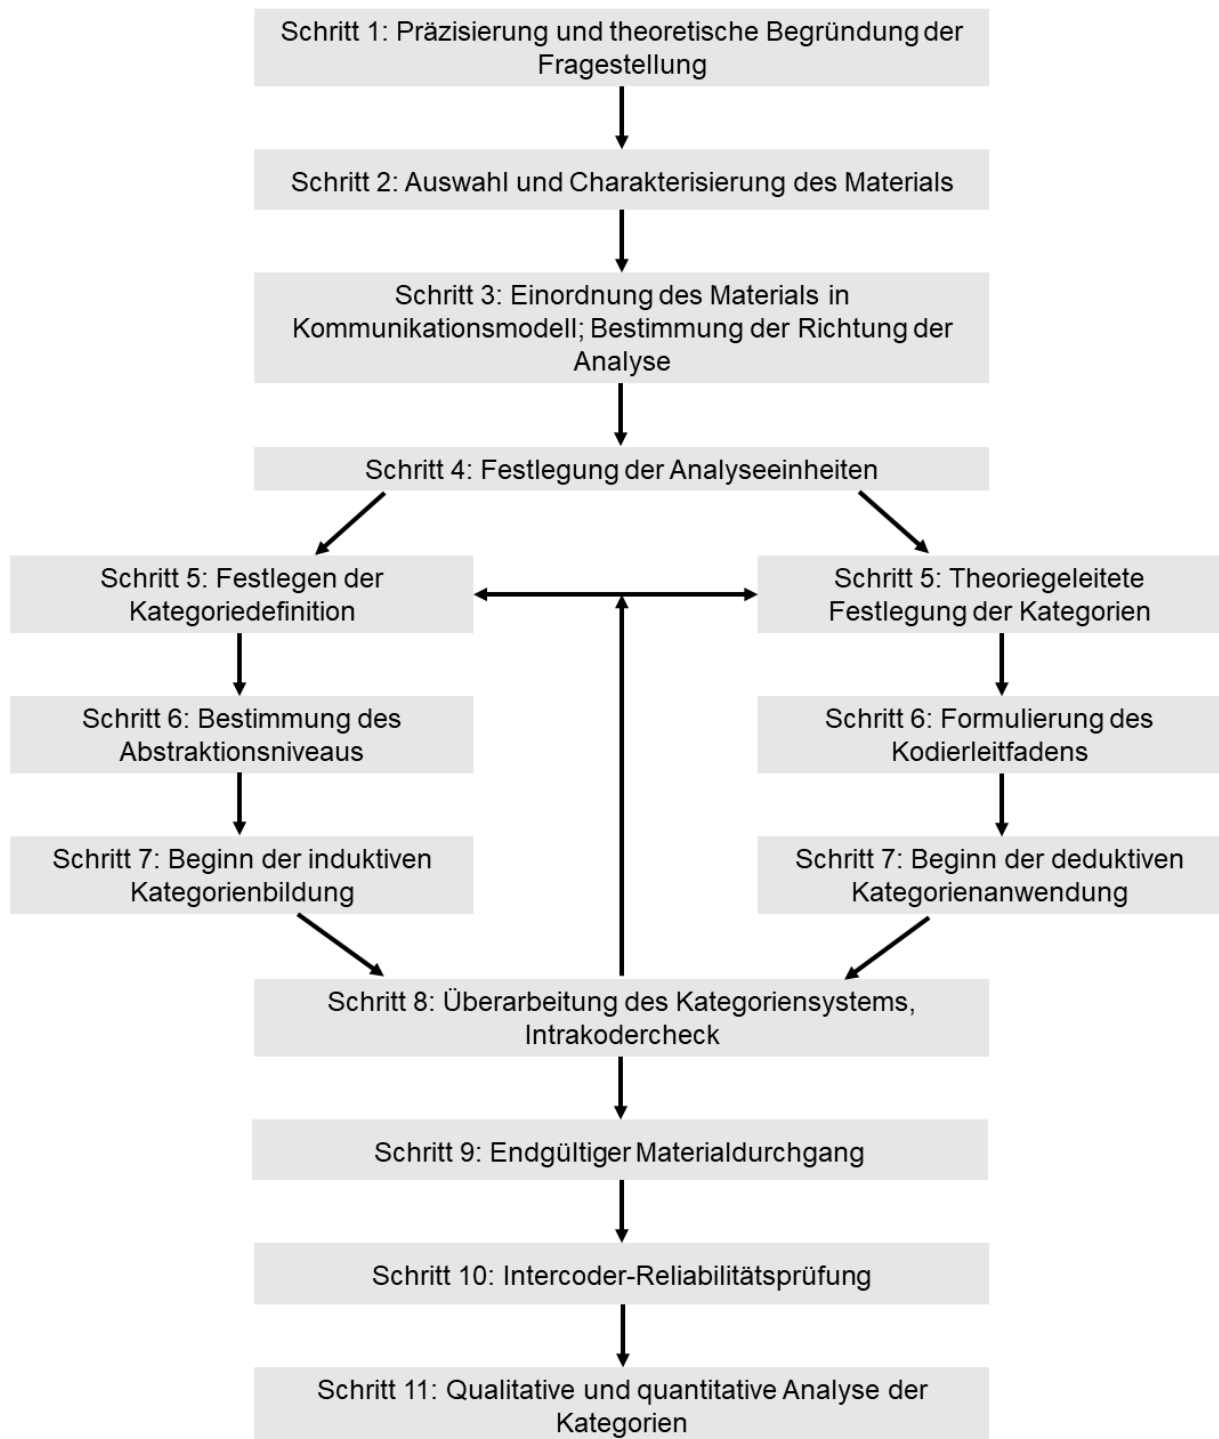 Schritt 1: Präzisierung und theoretische Begründung der
Fragestellung
Schritt 2: Auswahl und Charakterisierung des Materials
Schritt 3: Einordnung des Materials in
Kommunikationsmodell; Bestimmung der Richtung der
Analyse
Schritt 4: Festlegung der Analyseeinheiten
Schritt 5: Festlegen der
Kategoriedefinition
Schritt 5: Theoriegeleitete
Festlegung der Kategorien
Schritt 6: Bestimmung des
Abstraktionsniveaus
Schritt 6: Formulierung des
Kodierleitfadens
Schritt 7: Beginn der induktiven
Kategorienbildung
Schritt 7: Beginn der deduktiven
Kategorienanwendung
Schritt 8: Überarbeitung des Kategoriensystems,
Intrakodercheck
Schritt 9: Endgültiger Materialdurchgang
Schritt 10: Intercoder-Reliabilitätsprüfung
Schritt 11: Qualitative und quantitative Analyse der
Kategorien